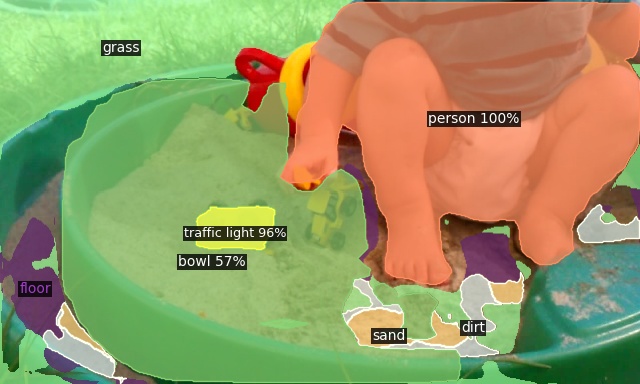 grass
person 100%
traffic light 96%
bowl 57%
floor
sand
dirt